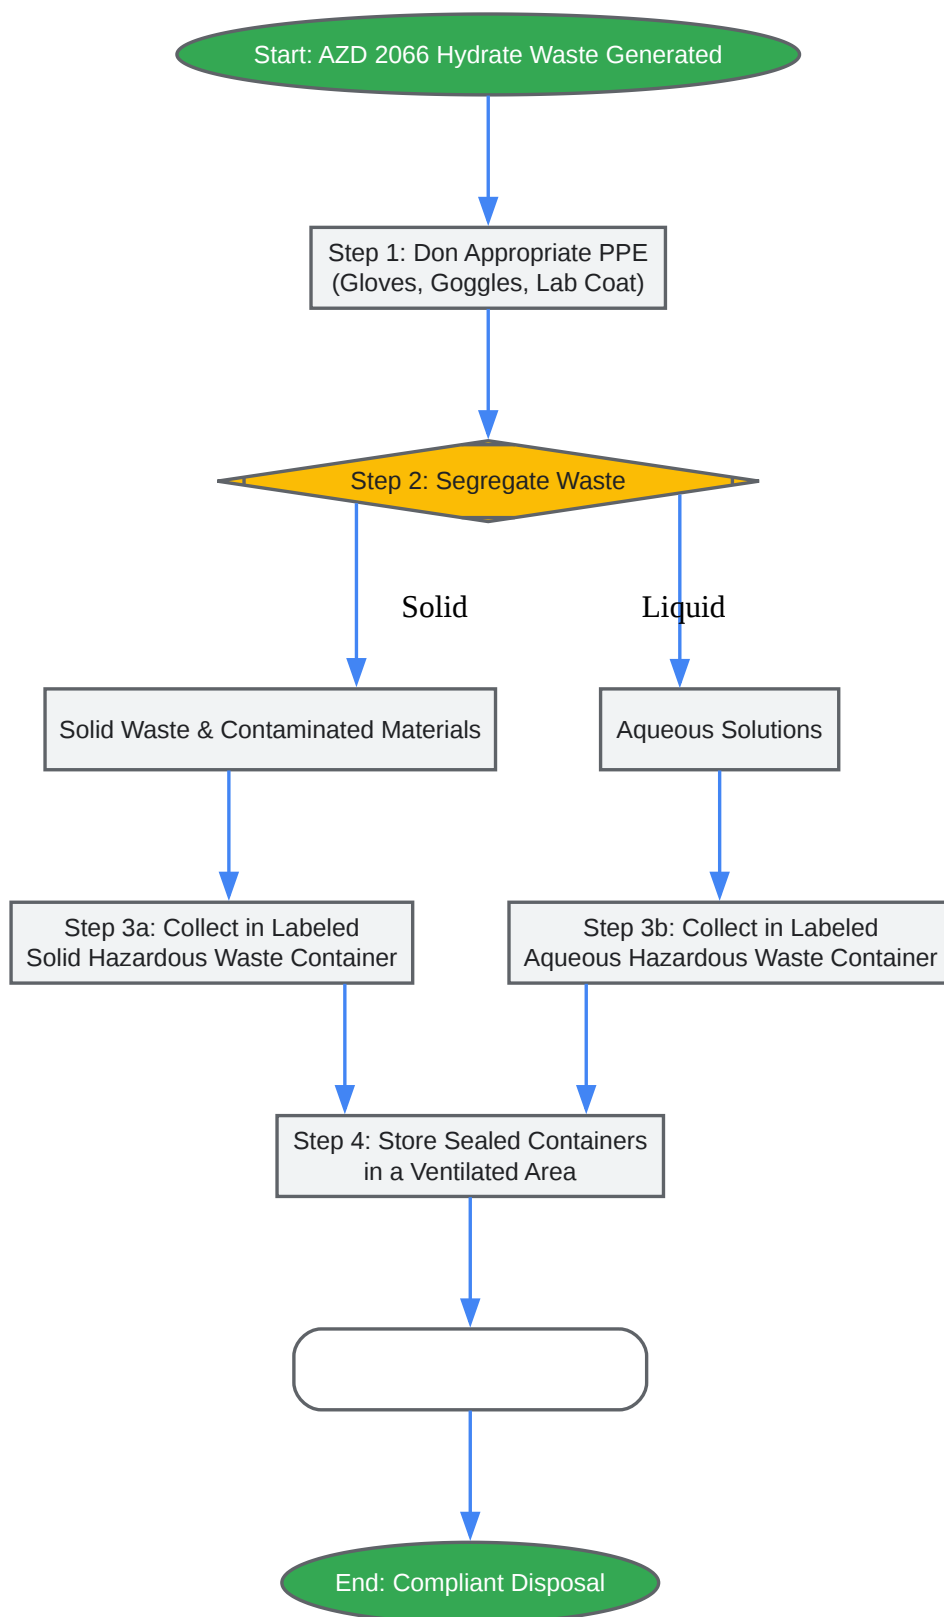 Start: AZD 2066 Hydrate Waste Generated
Step 1: Don Appropriate PPE
(Gloves, Goggles, Lab Coat)
Step 2: Segregate Waste
Solid
Liquid
Solid Waste & Contaminated Materials
Aqueous Solutions
Step 3a: Collect in Labeled
Solid Hazardous Waste Container
Step 3b: Collect in Labeled
Aqueous Hazardous Waste Container
Step 4: Store Sealed Containers
in a Ventilated Area
End: Compliant Disposal